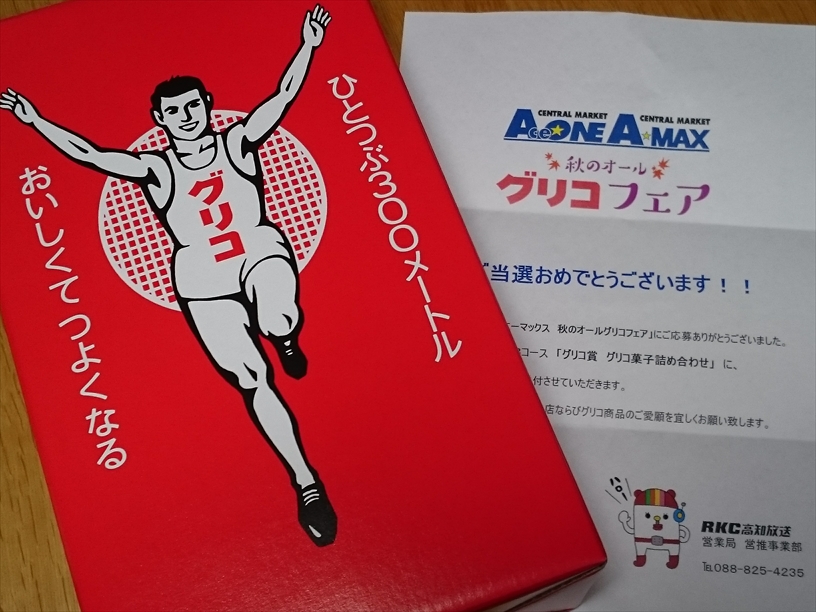 ひとつぶ300メートル
おいしくてつよくなる
グリコ
CENTRAL MARKET
AceONE
CENTRAL MARKET
A MAX
秋のオール
グリコフェア
当選おめでとうございます！！
ーマックス 秋のオールグリコフェア」にご応募ありがとうございました。
コース 「グリコ賞 グリコ菓子詰め合わせ」 に、
付させていただきます。
店ならびグリコ商品のご愛顧を宜しくお願い致します。
ハロー
RKC高知放送
営業局 営推事業部
℡088-825-4235